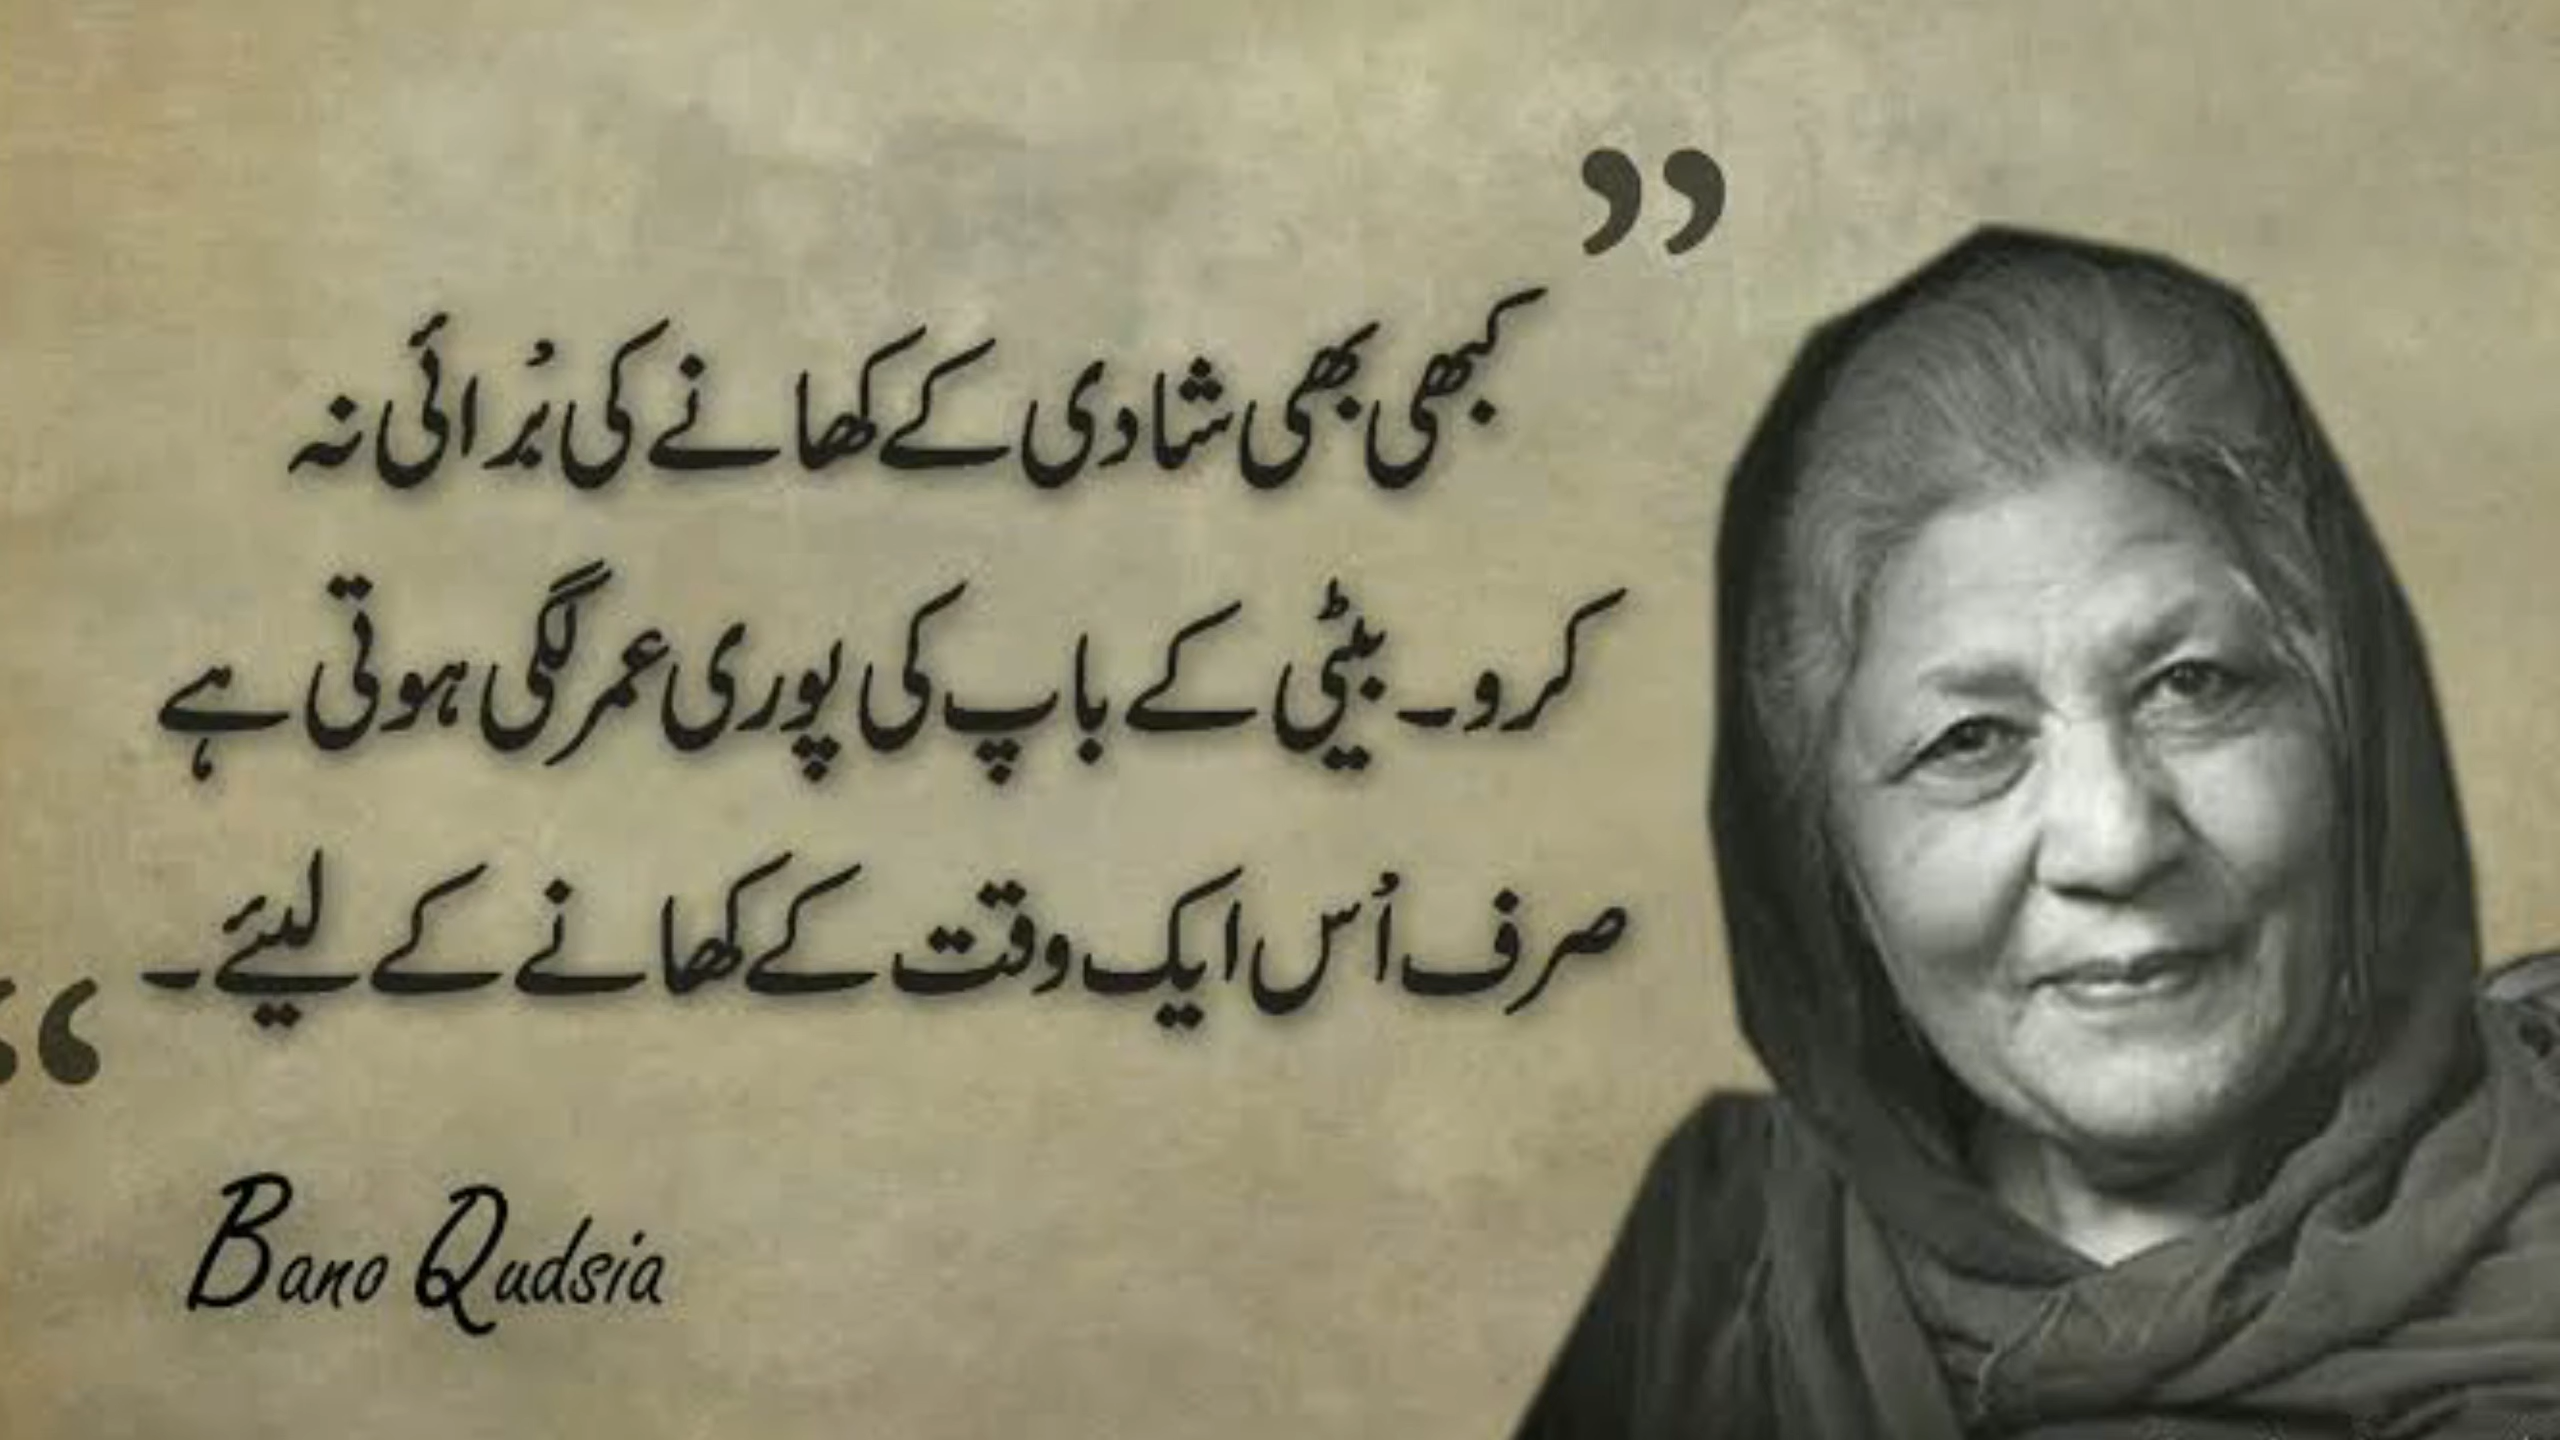 ”
کبھی بھی شادی کے کھانے کی بُرائی نہ
کرو۔ بیٹی کے باپ کی پوری عمر لگی ہوتی ہے
صرف اُس ایک وقت کے کھانے کے لیئے۔
“
Bano Qudsia